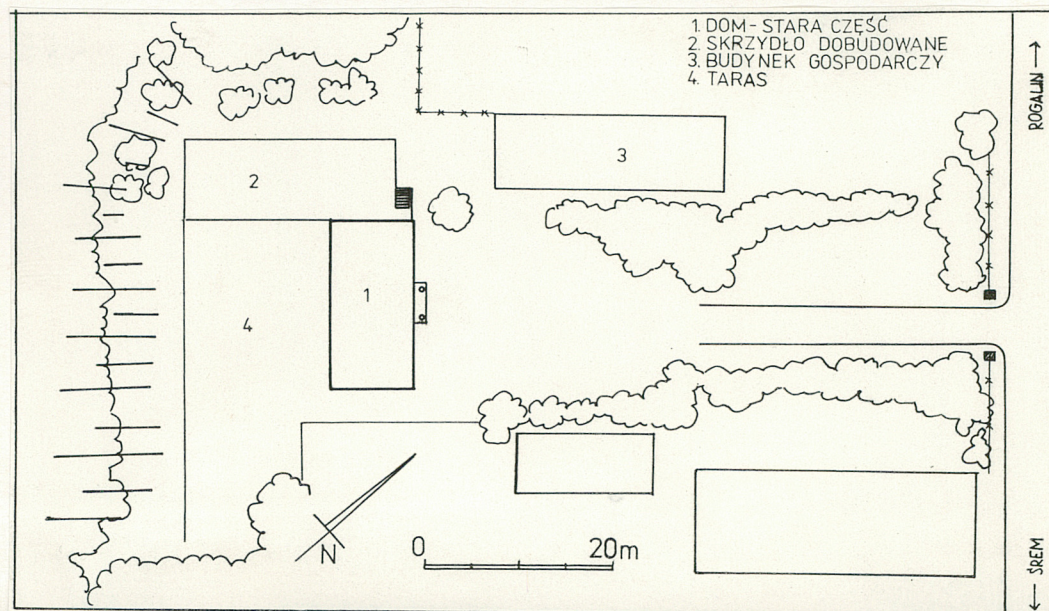 1. DOM-STARA CZĘŚĆ
2. SKRZYDŁO DOBUDOWANE
3. BUDYNEK GOSPODARCZY
4. TARAS
ROGALIN →
2
3
1
4
N
0 20m
← ŚREM